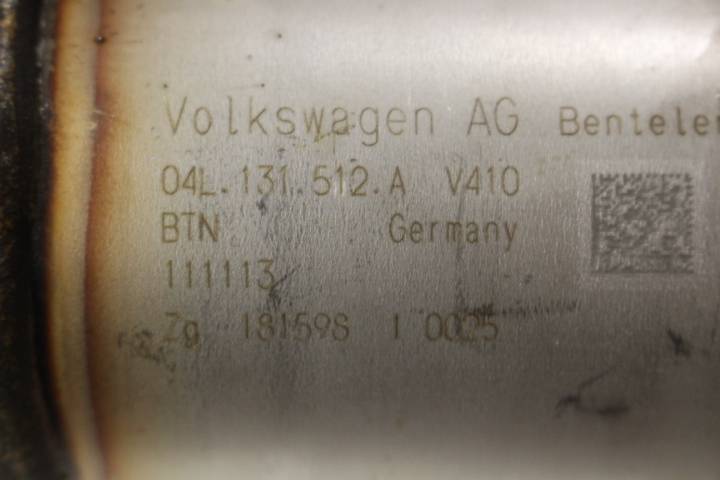 Volkswagen AG Benteler
04L.131.512.A V410
BTN Germany
111113
Zg 181598 1 0025